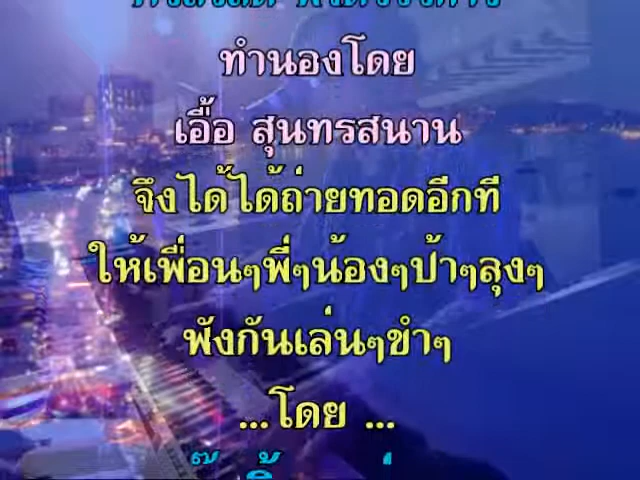 ทำนองโดย
เอื้อ สุนทรสนาน
จึงได้ได้ถ่ายทอดอีกที
ให้เพื่อนๆพี่ๆน้องๆป้าๆลุงๆ
ฟังกันเล่นๆขำๆ
...โดย ...